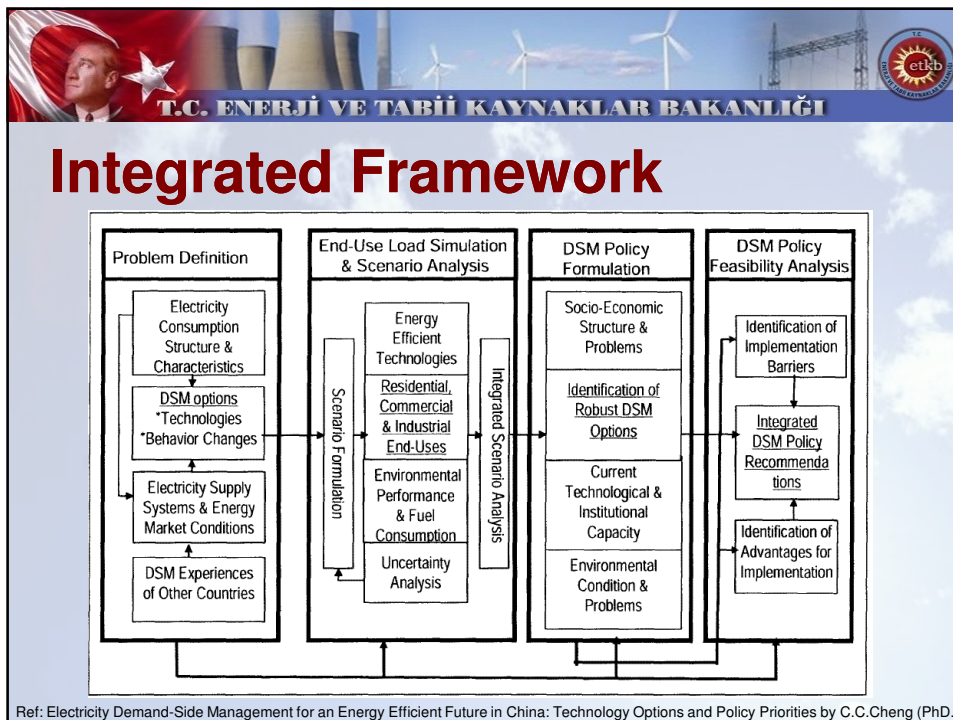 T.C. ENERJİ VE TABİİ KAYNAKLAR BAKANLIĞI
T.C
etkb
ENERJİ VE TABİİ KAYNAKLAR BAKANLIĞI
Integrated Framework
Problem Definition
Electricity
Consumption
Structure &
Characteristics
DSM options
*Technologies
*Behavior Changes
Electricity Supply
Systems & Energy
Market Conditions
DSM Experiences
of Other Countries
End-Use Load Simulation
& Scenario Analysis
Scenario Formulation
Energy
Efficient
Technologies
Residential,
Commercial
& Industrial
End-Uses
Environmental
Performance
& Fuel
Consumption
Uncertainty
Analysis
Integrated Scenario Analysis
DSM Policy
Formulation
Socio-Economic
Structure &
Problems
Identification of
Robust DSM
Options
Current
Technological &
Institutional
Capacity
Environmental
Condition &
Problems
DSM Policy
Feasibility Analysis
Identification of
Implementation
Barriers
Integrated
DSM Policy
Recommenda
tions
Identification of
Advantages for
Implementation
Ref: Electricity Demand-Side Management for an Energy Efficient Future in China: Technology Options and Policy Priorities by C.C.Cheng (PhD.